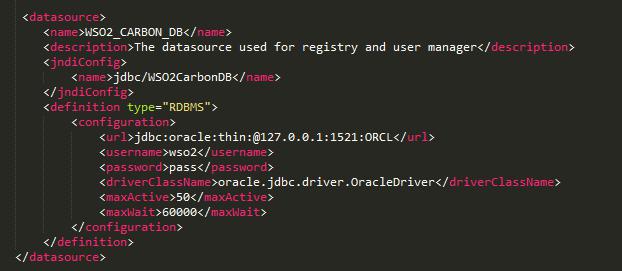 <datasource>
<name>WSO2_CARBON_DB</name>
<description>The datasource used for registry and user manager</description>
<jndiConfig>
<name>jdbc/WSO2CarbonDB</name>
</jndiConfig>
<definition type="RDBMS">
<configuration>
<url>jdbc:oracle:thin:@127.0.0.1:1521:ORCL</url>
<username>wso2</username>
<password>pass</password>
<driverClassName>oracle.jdbc.driver.OracleDriver</driverClassName>
<maxActive>50</maxActive>
<maxWait>60000</maxWait>
</configuration>
</definition>
</datasource>